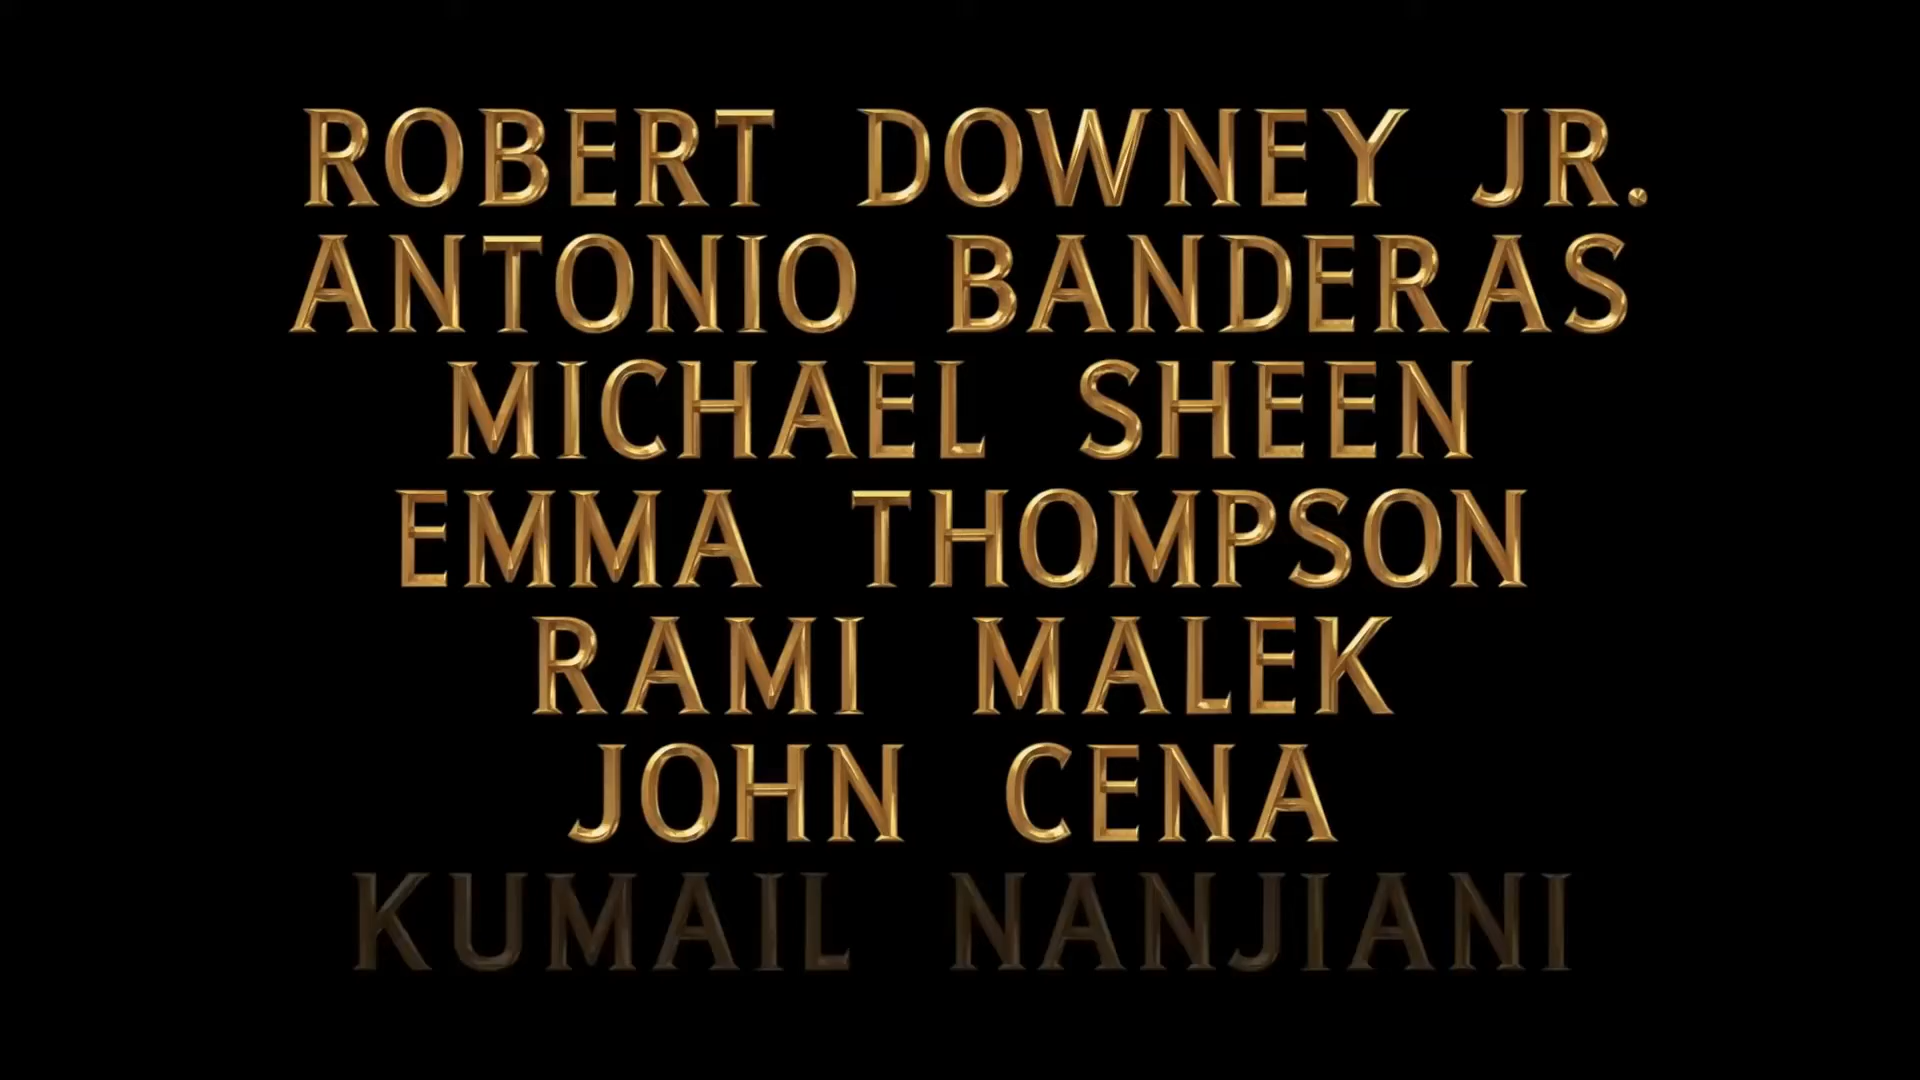 ROBERT DOWNEY JR.
ANTONIO BANDERAS
MICHAEL SHEEN
EMMA THOMPSON
RAMI MALEK
JOHN CENA
KUMAIL NANJIANI